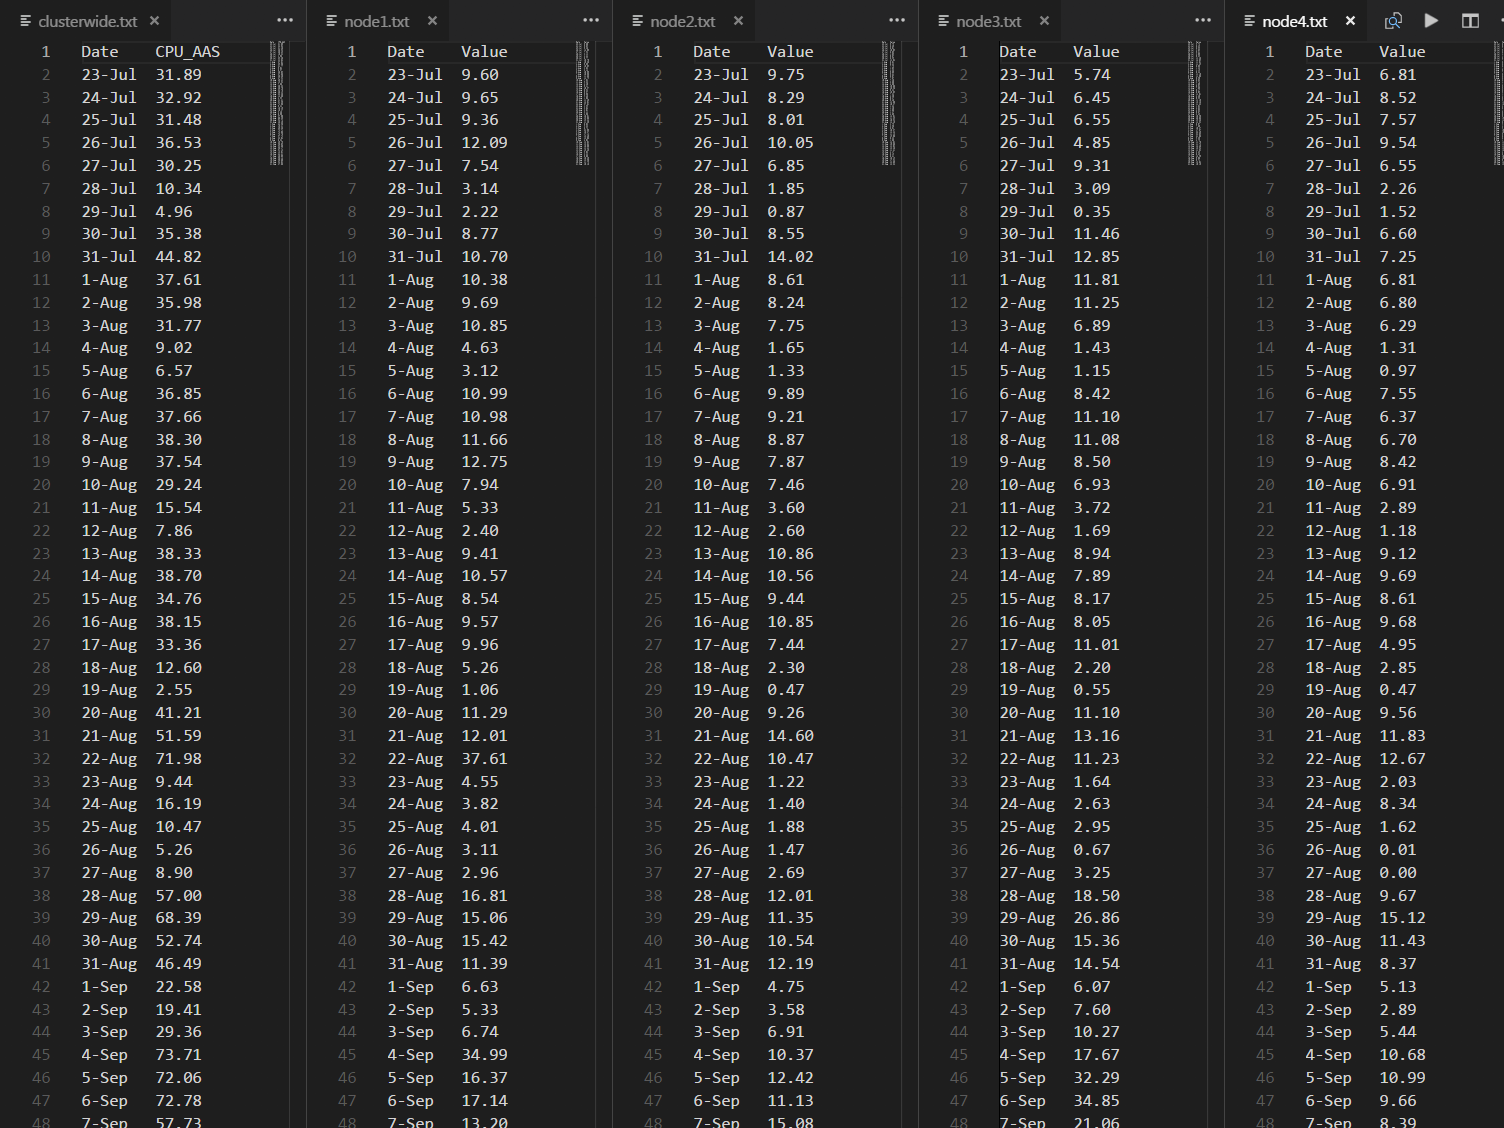 clusterwide.txt node1.txt node2.txt node3.txt node4.txt
1 Date CPU_AAS 1 Date Value 1 Date Value 1 Date Value 1 Date Value
2 23-Jul 31.89 2 23-Jul 9.60 2 23-Jul 9.75 2 23-Jul 5.74 2 23-Jul 6.81
3 24-Jul 32.92 3 24-Jul 9.65 3 24-Jul 8.29 3 24-Jul 6.45 3 24-Jul 8.52
4 25-Jul 31.48 4 25-Jul 9.36 4 25-Jul 8.01 4 25-Jul 6.55 4 25-Jul 7.57
5 26-Jul 36.53 5 26-Jul 12.09 5 26-Jul 10.05 5 26-Jul 4.85 5 26-Jul 9.54
6 27-Jul 30.25 6 27-Jul 7.54 6 27-Jul 6.85 6 27-Jul 9.31 6 27-Jul 6.55
7 28-Jul 10.34 7 28-Jul 3.14 7 28-Jul 1.85 7 28-Jul 3.09 7 28-Jul 2.26
8 29-Jul 4.96 8 29-Jul 2.22 8 29-Jul 0.87 8 29-Jul 0.35 8 29-Jul 1.52
9 30-Jul 35.38 9 30-Jul 8.77 9 30-Jul 8.55 9 30-Jul 11.46 9 30-Jul 6.60
10 31-Jul 44.82 10 31-Jul 10.70 10 31-Jul 14.02 10 31-Jul 12.85 10 31-Jul 7.25
11 1-Aug 37.61 11 1-Aug 10.38 11 1-Aug 8.61 11 1-Aug 11.81 11 1-Aug 6.81
12 2-Aug 35.98 12 2-Aug 9.69 12 2-Aug 8.24 12 2-Aug 11.25 12 2-Aug 6.80
13 3-Aug 31.77 13 3-Aug 10.85 13 3-Aug 7.75 13 3-Aug 6.89 13 3-Aug 6.29
14 4-Aug 9.02 14 4-Aug 4.63 14 4-Aug 1.65 14 4-Aug 1.43 14 4-Aug 1.31
15 5-Aug 6.57 15 5-Aug 3.12 15 5-Aug 1.33 15 5-Aug 1.15 15 5-Aug 0.97
16 6-Aug 36.85 16 6-Aug 10.99 16 6-Aug 9.89 16 6-Aug 8.42 16 6-Aug 7.55
17 7-Aug 37.66 17 7-Aug 10.98 17 7-Aug 9.21 17 7-Aug 11.10 17 7-Aug 6.37
18 8-Aug 38.30 18 8-Aug 11.66 18 8-Aug 8.87 18 8-Aug 11.08 18 8-Aug 6.70
19 9-Aug 37.54 19 9-Aug 12.75 19 9-Aug 7.87 19 9-Aug 8.50 19 9-Aug 8.42
20 10-Aug 29.24 20 10-Aug 7.94 20 10-Aug 7.46 20 10-Aug 6.93 20 10-Aug 6.91
21 11-Aug 15.54 21 11-Aug 5.33 21 11-Aug 3.60 21 11-Aug 3.72 21 11-Aug 2.89
22 12-Aug 7.86 22 12-Aug 2.40 22 12-Aug 2.60 22 12-Aug 1.69 22 12-Aug 1.18
23 13-Aug 38.33 23 13-Aug 9.41 23 13-Aug 10.86 23 13-Aug 8.94 23 13-Aug 9.12
24 14-Aug 38.70 24 14-Aug 10.57 24 14-Aug 10.56 24 14-Aug 7.89 24 14-Aug 9.69
25 15-Aug 34.76 25 15-Aug 8.54 25 15-Aug 9.44 25 15-Aug 8.17 25 15-Aug 8.61
26 16-Aug 38.15 26 16-Aug 9.57 26 16-Aug 10.85 26 16-Aug 8.05 26 16-Aug 9.68
27 17-Aug 33.36 27 17-Aug 9.96 27 17-Aug 7.44 27 17-Aug 11.01 27 17-Aug 4.95
28 18-Aug 12.60 28 18-Aug 5.26 28 18-Aug 2.30 28 18-Aug 2.20 28 18-Aug 2.85
29 19-Aug 2.55 29 19-Aug 1.06 29 19-Aug 0.47 29 19-Aug 0.55 29 19-Aug 0.47
30 20-Aug 41.21 30 20-Aug 11.29 30 20-Aug 9.26 30 20-Aug 11.10 30 20-Aug 9.56
31 21-Aug 51.59 31 21-Aug 12.01 31 21-Aug 14.60 31 21-Aug 13.16 31 21-Aug 11.83
32 22-Aug 71.98 32 22-Aug 37.61 32 22-Aug 10.47 32 22-Aug 11.23 32 22-Aug 12.67
33 23-Aug 9.44 33 23-Aug 4.55 33 23-Aug 1.22 33 23-Aug 1.64 33 23-Aug 2.03
34 24-Aug 16.19 34 24-Aug 3.82 34 24-Aug 1.40 34 24-Aug 2.63 34 24-Aug 8.34
35 25-Aug 10.47 35 25-Aug 4.01 35 25-Aug 1.88 35 25-Aug 2.95 35 25-Aug 1.62
36 26-Aug 5.26 36 26-Aug 3.11 36 26-Aug 1.47 36 26-Aug 0.67 36 26-Aug 0.01
37 27-Aug 8.90 37 27-Aug 2.96 37 27-Aug 2.69 37 27-Aug 3.25 37 27-Aug 0.00
38 28-Aug 57.00 38 28-Aug 16.81 38 28-Aug 12.01 38 28-Aug 18.50 38 28-Aug 9.67
39 29-Aug 68.39 39 29-Aug 15.06 39 29-Aug 11.35 39 29-Aug 26.86 39 29-Aug 15.12
40 30-Aug 52.74 40 30-Aug 15.42 40 30-Aug 10.54 40 30-Aug 15.36 40 30-Aug 11.43
41 31-Aug 46.49 41 31-Aug 11.39 41 31-Aug 12.19 41 31-Aug 14.54 41 31-Aug 8.37
42 1-Sep 22.58 42 1-Sep 6.63 42 1-Sep 4.75 42 1-Sep 6.07 42 1-Sep 5.13
43 2-Sep 19.41 43 2-Sep 5.33 43 2-Sep 3.58 43 2-Sep 7.60 43 2-Sep 2.89
44 3-Sep 29.36 44 3-Sep 6.74 44 3-Sep 6.91 44 3-Sep 10.27 44 3-Sep 5.44
45 4-Sep 73.71 45 4-Sep 34.99 45 4-Sep 10.37 45 4-Sep 17.67 45 4-Sep 10.68
46 5-Sep 72.06 46 5-Sep 16.37 46 5-Sep 12.42 46 5-Sep 32.29 46 5-Sep 10.99
47 6-Sep 72.78 47 6-Sep 17.14 47 6-Sep 11.13 47 6-Sep 34.85 47 6-Sep 9.66
48 7-Sep 57.73 48 7-Sep 13.20 48 7-Sep 15.08 48 7-Sep 21.06 48 7-Sep 8.39